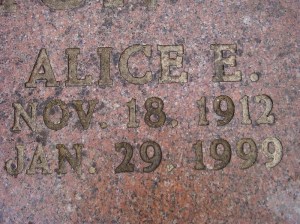 ALICE E.
NOV. 18, 1912
JAN. 29, 1999